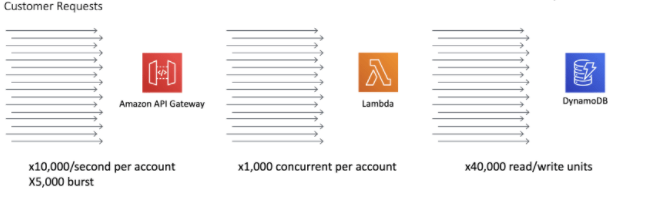 Customer Requests
Amazon API Gateway
Lambda
DynamoDB
x10,000/second per account
X5,000 burst
x1,000 concurrent per account
x40,000 read/write units